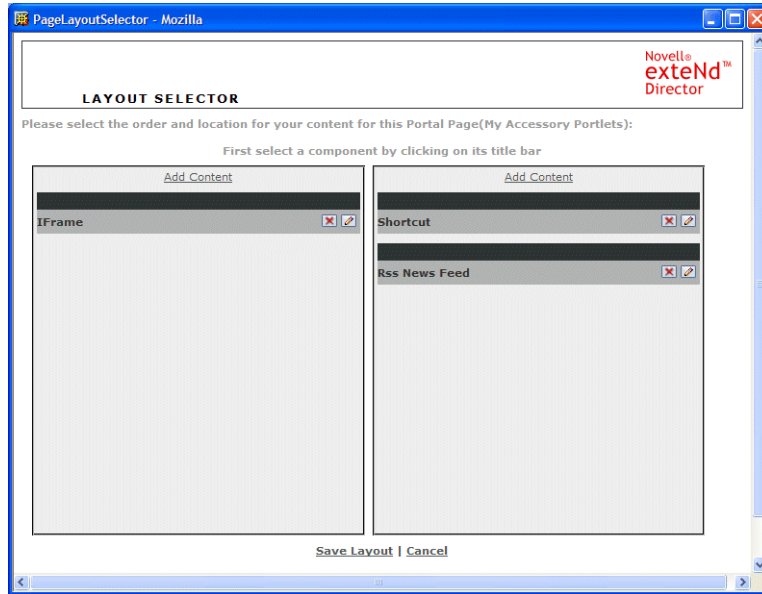 PageLayoutSelector - Mozilla
Novell®
exteNd™
Director
LAYOUT SELECTOR
Please select the order and location for your content for this Portal Page(My Accessory Portlets):
First select a component by clicking on its title bar
Add Content
IFrame
Add Content
Shortcut
Rss News Feed
Save Layout | Cancel